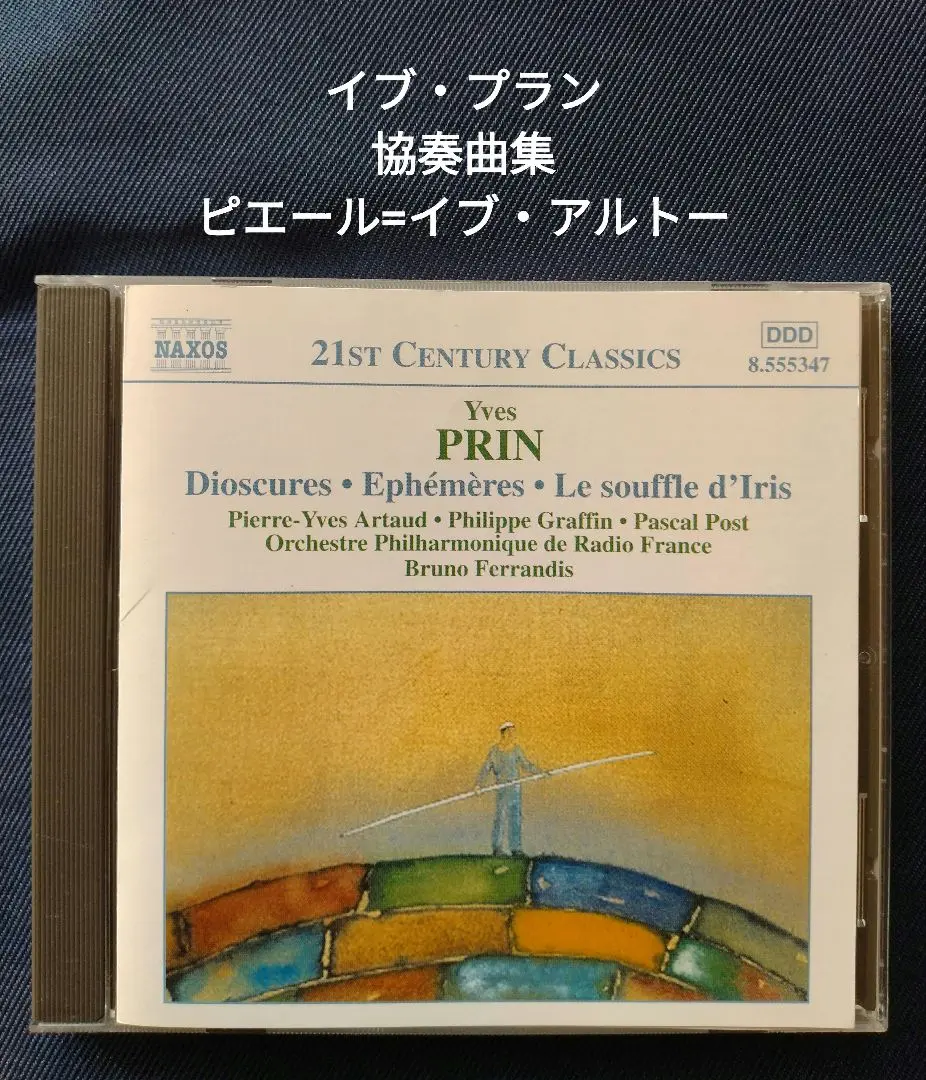 イブ・プラン
協奏曲集
ピエール=イブ・アルトー
NAXOS
21ST CENTURY CLASSICS
DDD
8.555347
Yves
PRIN
Dioscures • Ephémères • Le souffle d'Iris
Pierre-Yves Artaud • Philippe Graffin • Pascal Post
Orchestre Philharmonique de Radio France
Bruno Ferrandis